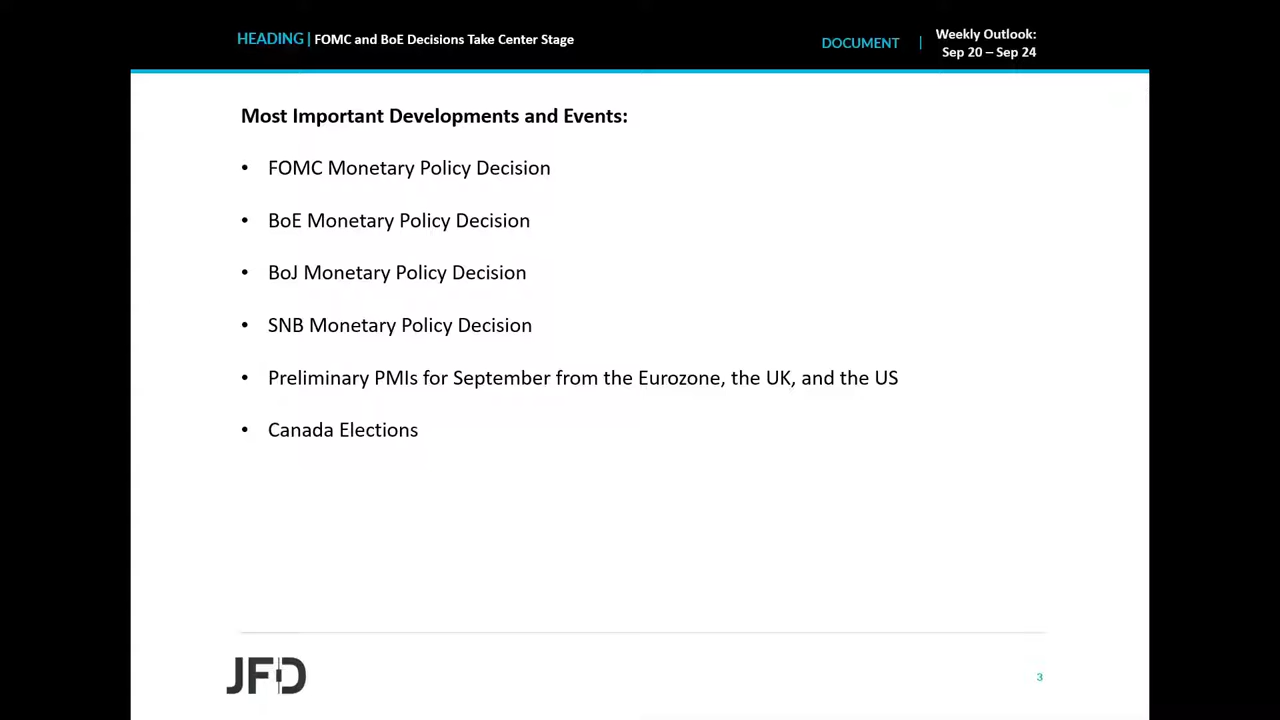 HEADING | FOMC and BoE Decisions Take Center Stage
DOCUMENT | Weekly Outlook:
Sep 20 – Sep 24
Most Important Developments and Events:
• FOMC Monetary Policy Decision
• BoE Monetary Policy Decision
• BoJ Monetary Policy Decision
• SNB Monetary Policy Decision
• Preliminary PMIs for September from the Eurozone, the UK, and the US
• Canada Elections
JFD
3